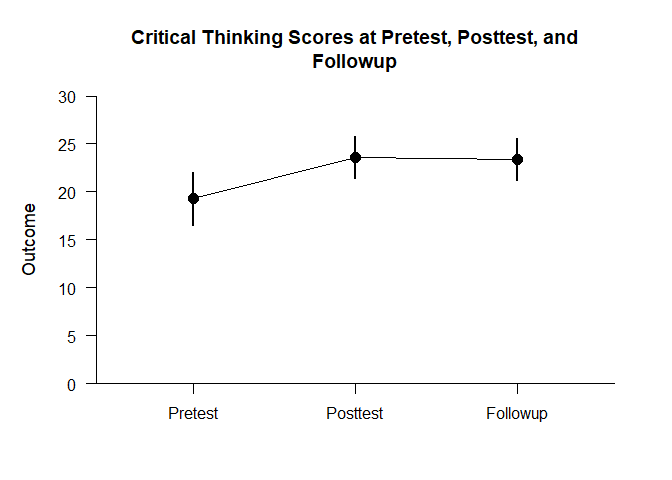 Critical Thinking Scores at Pretest, Posttest, and
Followup
30
25
20
15
10
5
0
Outcome
Pretest
Posttest
Followup